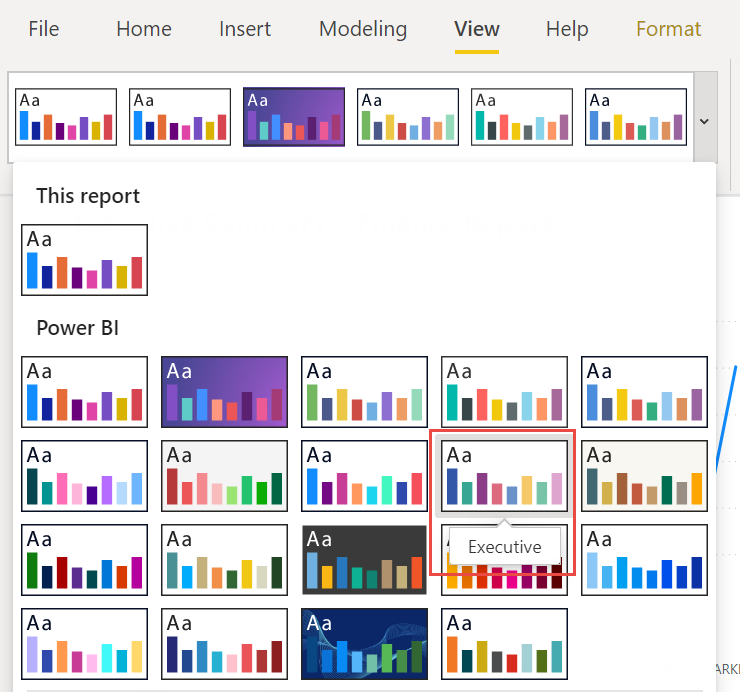 File Home Insert Modeling View Help Format
Aa Aa Aa Aa Aa Aa
This report
Aa
Power BI
Aa Aa Aa Aa Aa
Aa Aa Aa Aa Aa
Aa Aa Aa Aa Aa
Executive
Aa Aa Aa Aa